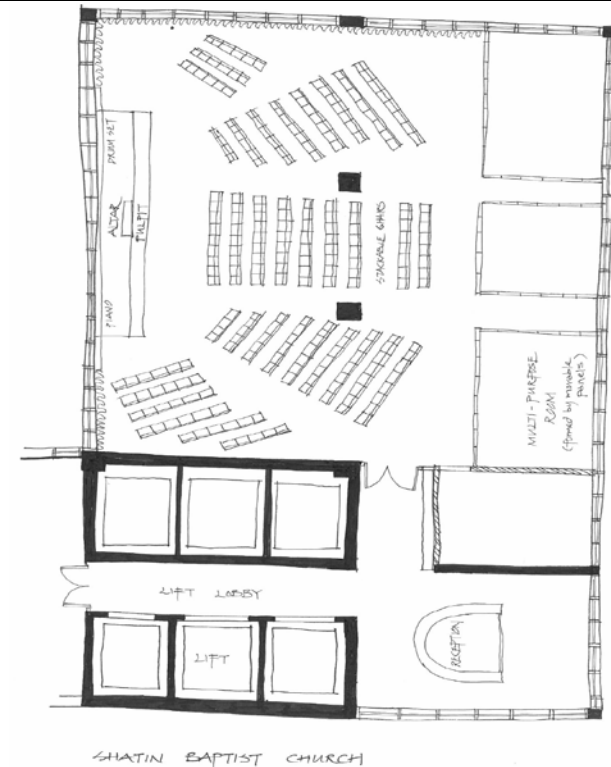 DRUM SET
ALTAR
PULPIT
PIANO
STACKABLE CHAIRS
MULTI-PURPOSE
ROOM
(formed by movable
panels)
LIFT LOBBY
LIFT
RECEPTION
SHATIN BAPTIST CHURCH